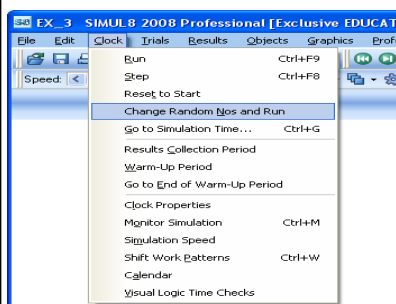 EX_3 SIMUL8 2008 Professional [Exclusive EDUCAT
File Edit Clock Trials Results Objects Graphics Prof
Speed:
Run Ctrl+F9
Step Ctrl+F8
Reset to Start
Change Random Nos and Run
Go to Simulation Time... Ctrl+G
Results Collection Period
Warm-Up Period
Go to End of Warm-Up Period
Clock Properties
Monitor Simulation Ctrl+M
Simulation Speed
Shift Work Patterns Ctrl+W
Calendar
Visual Logic Time Checks